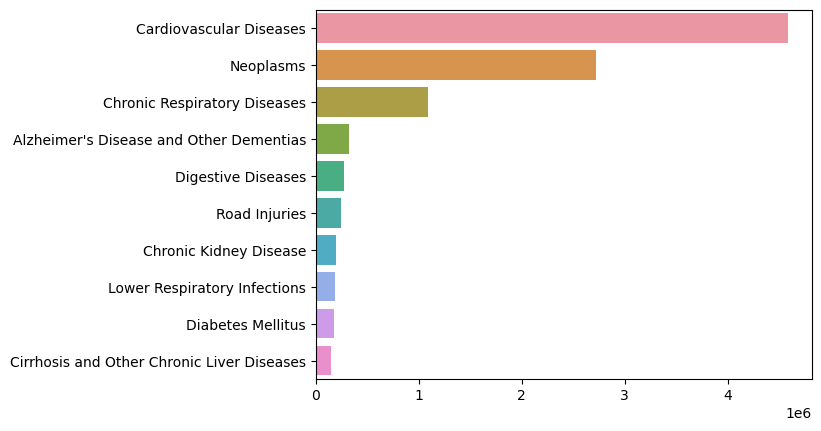 Cardiovascular Diseases
Neoplasms
Chronic Respiratory Diseases
Alzheimer's Disease and Other Dementias
Digestive Diseases
Road Injuries
Chronic Kidney Disease
Lower Respiratory Infections
Diabetes Mellitus
Cirrhosis and Other Chronic Liver Diseases
0 1 2 3 4
1e6